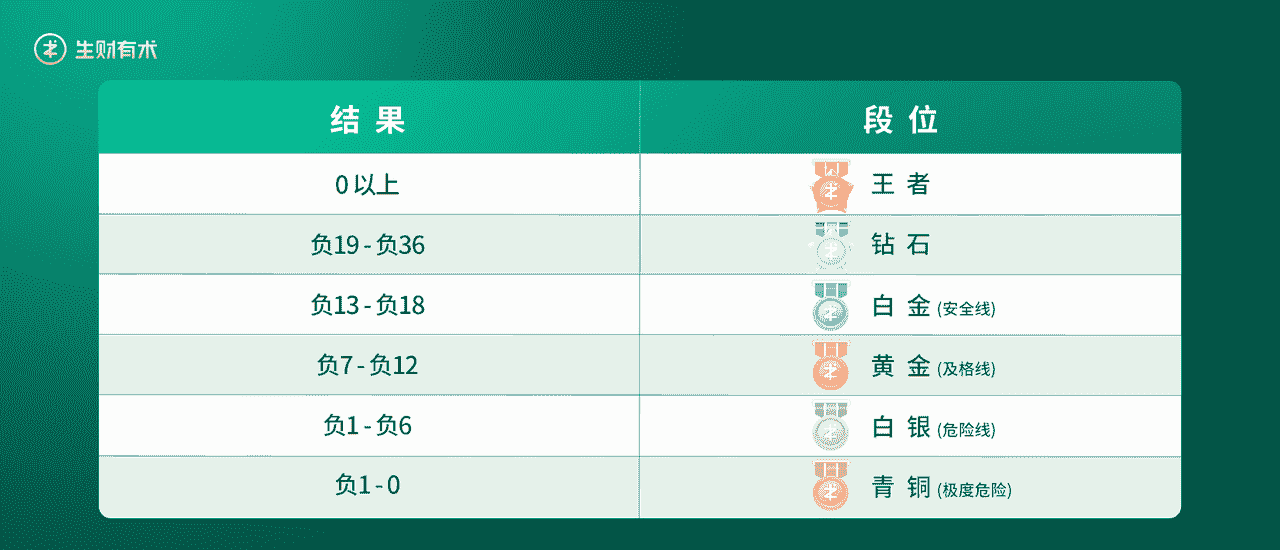 生财有术
结果 段位
0以上 王者
负19-负36 钻石
负13-负18 白金(安全线)
负7-负12 黄金(及格线)
负1-负6 白银(危险线)
负1-0 青铜(极度危险)